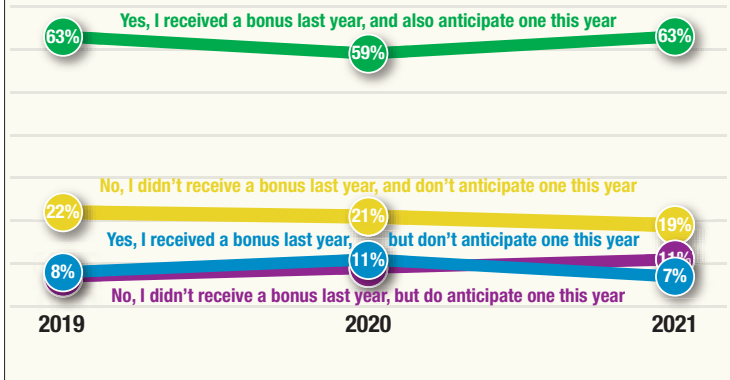 Yes, I received a bonus last year, and also anticipate one this year
63%
59%
63%
No, I didn't receive a bonus last year, and don't anticipate one this year
22%
21%
19%
Yes, I received a bonus last year, but don't anticipate one this year
8%
11%
11%
7%
No, I didn't receive a bonus last year, but do anticipate one this year
2019 2020 2021